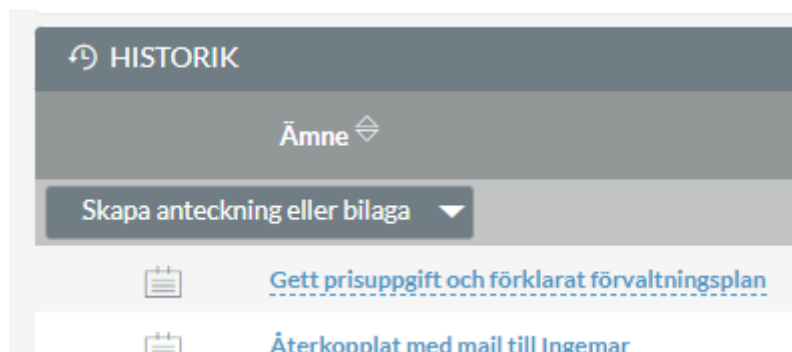 HISTORIK
Ämne
Skapa anteckning eller bilaga
Gett prisuppgift och förklarat förvaltningsplan
Återkopplat med mail till Ingemar